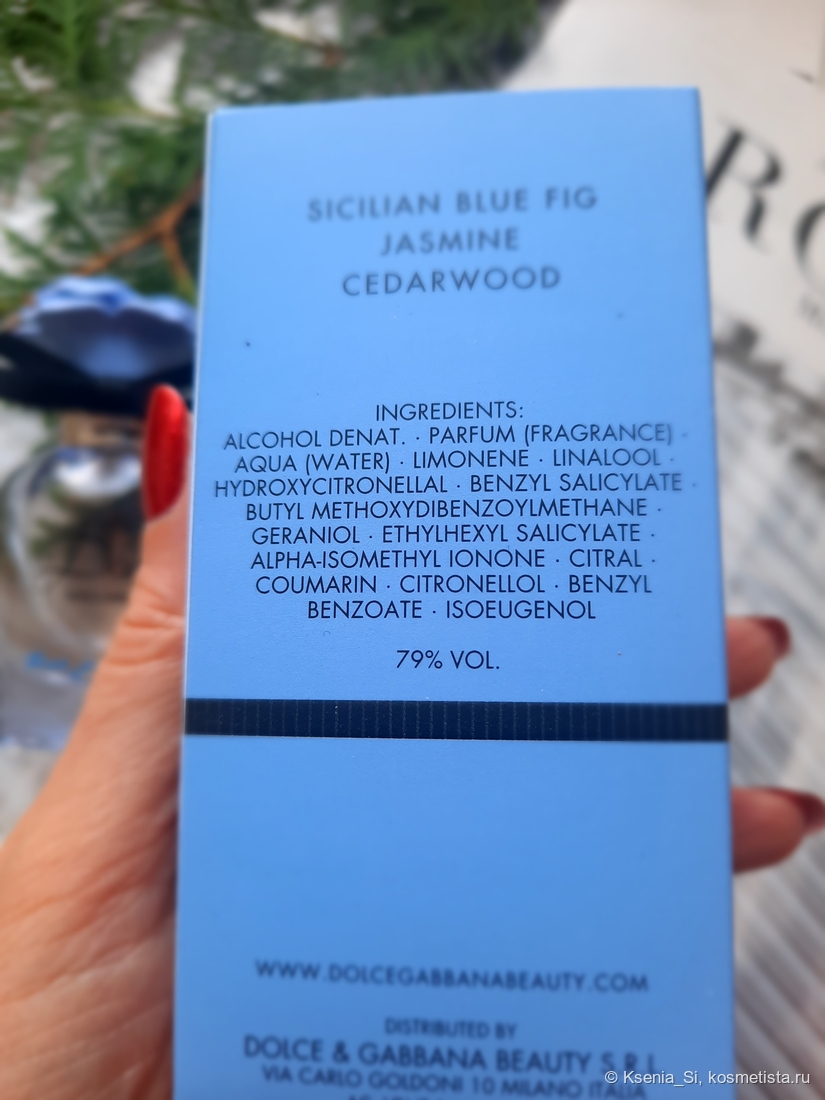 SICILIAN BLUE FIG
JASMINE
CEDARWOOD
INGREDIENTS:
ALCOHOL DENAT. · PARFUM (FRAGRANCE) ·
AQUA (WATER) · LIMONENE · LINALOOL ·
HYDROXYCITRONELLAL · BENZYL SALICYLATE ·
BUTYL METHOXYDIBENZOYLMETHANE ·
GERANIOL · ETHYLHEXYL SALICYLATE ·
ALPHA-ISOMETHYL IONONE · CITRAL ·
COUMARIN · CITRONELLOL · BENZYL
BENZOATE · ISOEUGENOL
79% VOL.
WWW.DOLCEGABBANABEAUTY.COM
DISTRIBUTED BY
DOLCE & GABBANA BEAUTY S.R.L.
VIA CARLO GOLDONI 10 MILANO ITALIA
© Ksenia_Si, kosmetista.ru